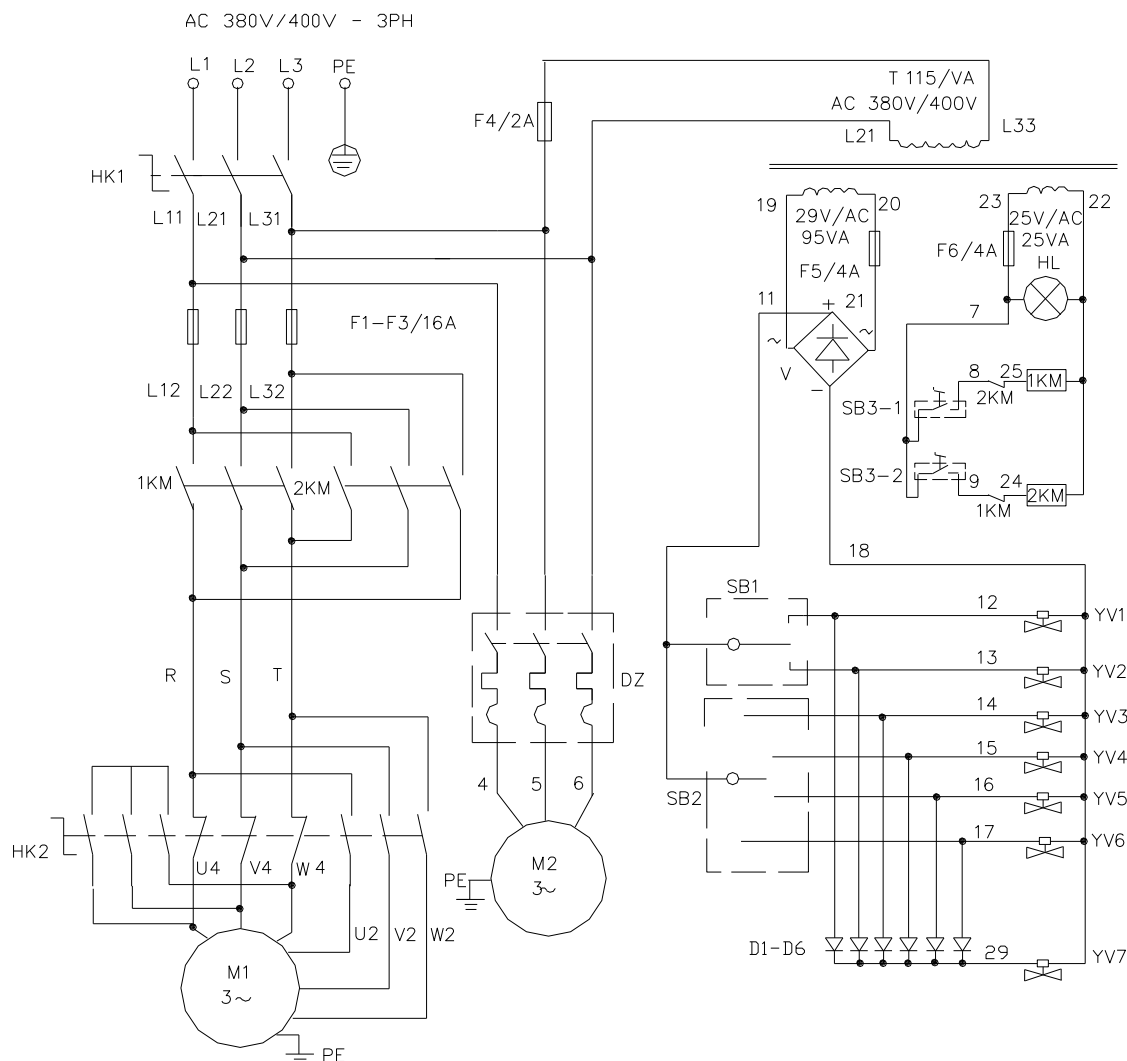 AC 380V/400V - 3PH
L1 L2 L3 PE
T 115/VA
AC 380V/400V
F4/2A
L21 L33
HK1
L11 L21 L31
19 20 23 22
29V/AC
95VA
25V/AC
25VA
F5/4A
F6/4A
HL
11 + 21
7
F1-F3/16A
~ ~
V
-
8 25 1KM
2KM
L12 L22 L32
SB3-1
SB3-2
1KM 2KM
9 24 2KM
1KM
18
SB1
12 YV1
13 YV2
R S T
DZ
14 YV3
15 YV4
4 5 6
SB2
16 YV5
17 YV6
HK2
U4 V4 W4
M2
3~
PE
U2 V2 W2
D1-D6
29 YV7
M1
3~
PE